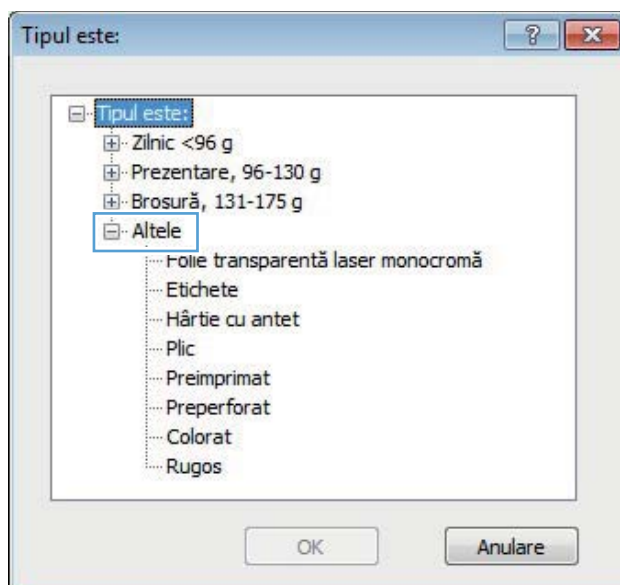 Tipul este:
Tipul este:
Zilnic <96 g
Prezentare, 96-130 g
Broşură, 131-175 g
Altele
Folie transparentă laser monocromă
Etichete
Hârtie cu antet
Plic
Preimprimat
Preperforat
Colorat
Rugos
OK
Anulare